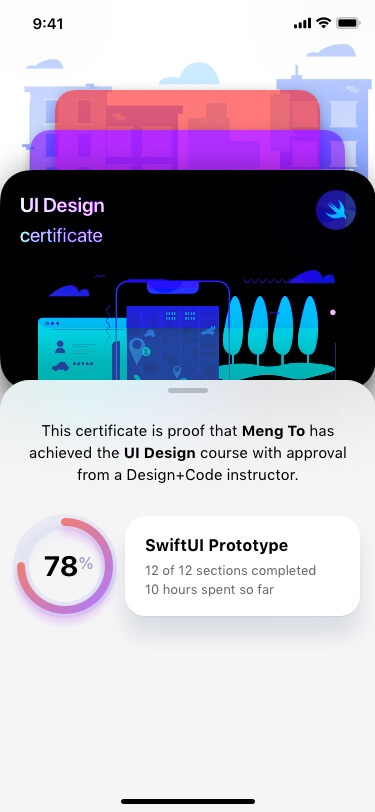 9:41
UI Design
certificate
This certificate is proof that Meng To has
achieved the UI Design course with approval
from a Design+Code instructor.
78%
SwiftUI Prototype
12 of 12 sections completed
10 hours spent so far